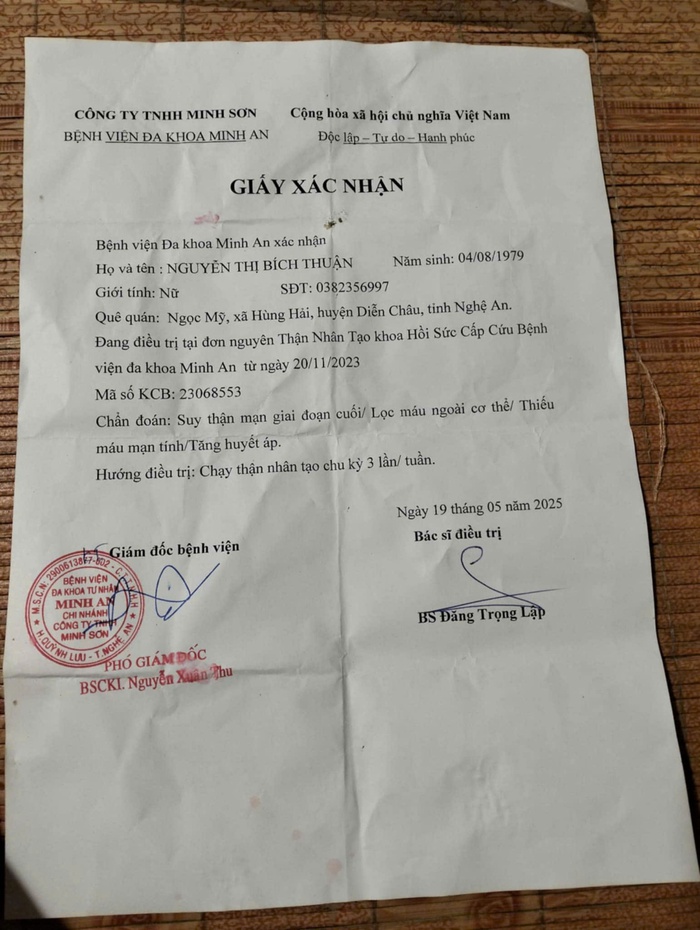 CÔNG TY TNHH MINH SƠN
BỆNH VIỆN ĐA KHOA MINH AN
Cộng hòa xã hội chủ nghĩa Việt Nam
Độc lập – Tự do – Hạnh phúc
GIẤY XÁC NHẬN
Bệnh viện Đa khoa Minh An xác nhận
Họ và tên : NGUYỄN THỊ BÍCH THUẬN Năm sinh: 04/08/1979
Giới tính: Nữ SĐT: 0382356997
Quê quán: Ngọc Mỹ, xã Hùng Hải, huyện Diễn Châu, tỉnh Nghệ An.
Đang điều trị tại đơn nguyên Thận Nhân Tạo khoa Hồi Sức Cấp Cứu Bệnh
viện đa khoa Minh An từ ngày 20/11/2023
Mã số KCB: 23068553
Chẩn đoán: Suy thận mạn giai đoạn cuối/ Lọc máu ngoài cơ thể/ Thiếu
máu mạn tính/Tăng huyết áp.
Hướng điều trị: Chạy thận nhân tạo chu kỳ 3 lần/ tuần.
Ngày 19 tháng 05 năm 2025
Giám đốc bệnh viện
Bác sĩ điều trị
BỆNH VIỆN
ĐA KHOA TƯ NHÂN
MINH AN
CHI NHÁNH
CÔNG TY TNHH
MINH SƠN
H.QUỲNH LƯU - T.NGHỆ AN
BS Đăng Trọng Lập
PHÓ GIÁM ĐỐC
BSCKI. Nguyễn Xuân Thu